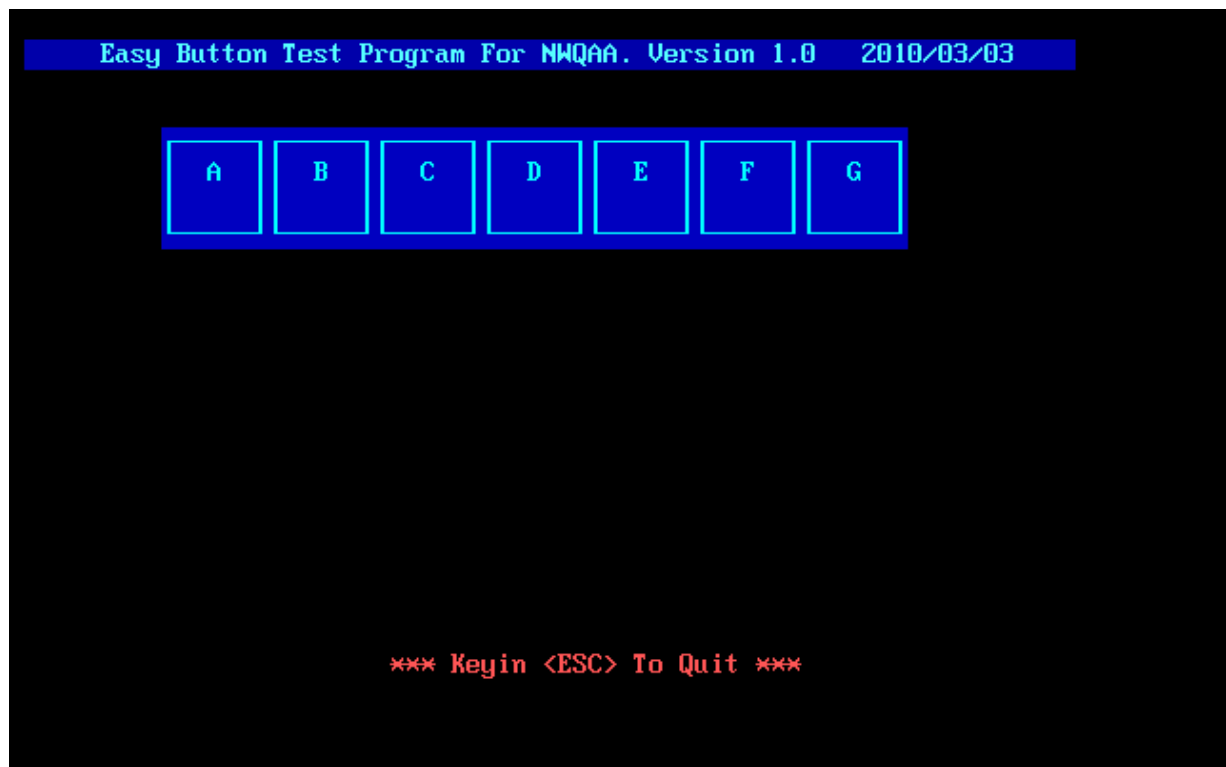 Easy Button Test Program For NWQAA. Version 1.0 2010/03/03
A B C D E F G
*** Keyin <ESC> To Quit ***